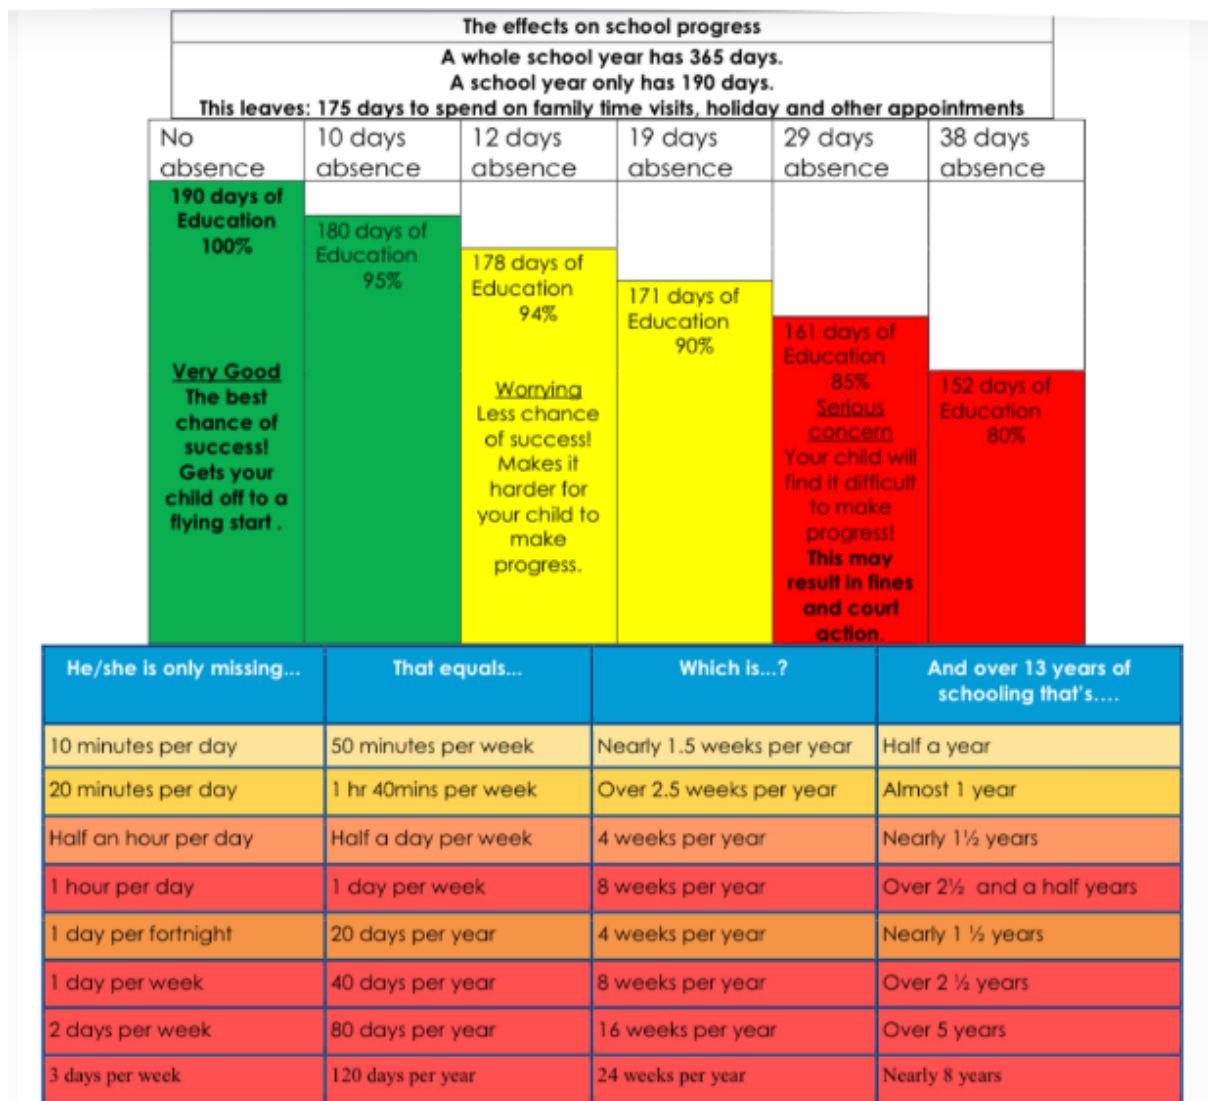 The effects on school progress
A whole school year has 365 days.
A school year only has 190 days.
This leaves: 175 days to spend on family time visits, holiday and other appointments
No
absence
10 days
absence
12 days
absence
19 days
absence
29 days
absence
38 days
absence
190 days of
Education
100%
Very Good
The best
chance of
success!
Gets your
child off to a
flying start .
180 days of
Education
95%
178 days of
Education
94%
Worrying
Less chance
of success!
Makes it
harder for
your child to
make
progress.
171 days of
Education
90%
161 days of
Education
85%
Serious
concern
Your child will
find it difficult
to make
progress!
This may
result in fines
and court
action.
152 days of
Education
80%
He/she is only missing... That equals... Which is...? And over 13 years of
schooling that's....
10 minutes per day 50 minutes per week Nearly 1.5 weeks per year Half a year
20 minutes per day 1 hr 40mins per week Over 2.5 weeks per year Almost 1 year
Half an hour per day Half a day per week 4 weeks per year Nearly 1½ years
1 hour per day 1 day per week 8 weeks per year Over 2½ and a half years
1 day per fortnight 20 days per year 4 weeks per year Nearly 1 ½ years
1 day per week 40 days per year 8 weeks per year Over 2 ½ years
2 days per week 80 days per year 16 weeks per year Over 5 years
3 days per week 120 days per year 24 weeks per year Nearly 8 years